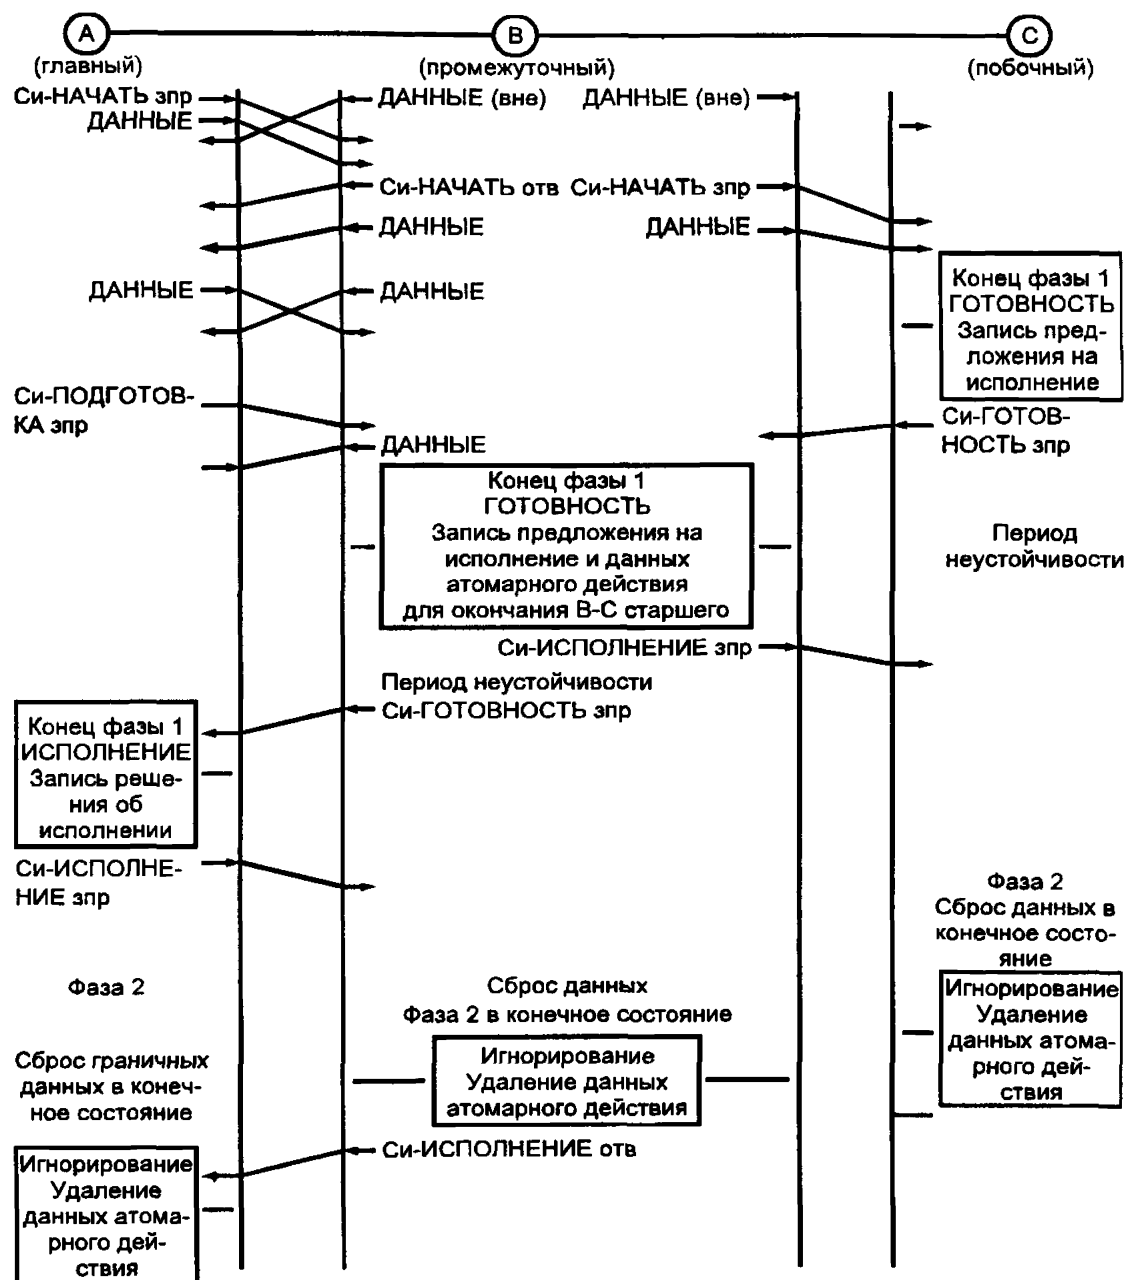 A B C
(главный) (промежуточный) (побочный)
Си-НАЧАТЬ зпр ДАННЫЕ (вне) ДАННЫЕ (вне)
ДАННЫЕ
Си-НАЧАТЬ отв Си-НАЧАТЬ зпр
ДАННЫЕ ДАННЫЕ
ДАННЫЕ ДАННЫЕ
Конец фазы 1
ГОТОВНОСТЬ
Запись пред-
ложения на
исполнение
Си-ПОДГОТОВ-
КА зпр
ДАННЫЕ
Си-ГОТОВ-
НОСТЬ зпр
Конец фазы 1
ГОТОВНОСТЬ
Запись предложения на
исполнение и данных
атомарного действия
для окончания В-С старшего
Период
неустойчивости
Си-ИСПОЛНЕНИЕ зпр
Период неустойчивости
Си-ГОТОВНОСТЬ зпр
Конец фазы 1
ИСПОЛНЕНИЕ
Запись реше-
ния об
исполнении
Си-ИСПОЛНЕ-
НИЕ зпр
Фаза 2
Сброс данных в
конечное состо-
яние
Игнорирование
Удаление
данных атома-
рного дей-
ствия
Фаза 2
Сброс данных
Фаза 2 в конечное состояние
Игнорирование
Удаление данных
атомарного действия
Сброс граничных
данных в конеч-
ное состояние
Си-ИСПОЛНЕНИЕ отв
Игнорирование
Удаление
данных атома-
рного дей-
ствия